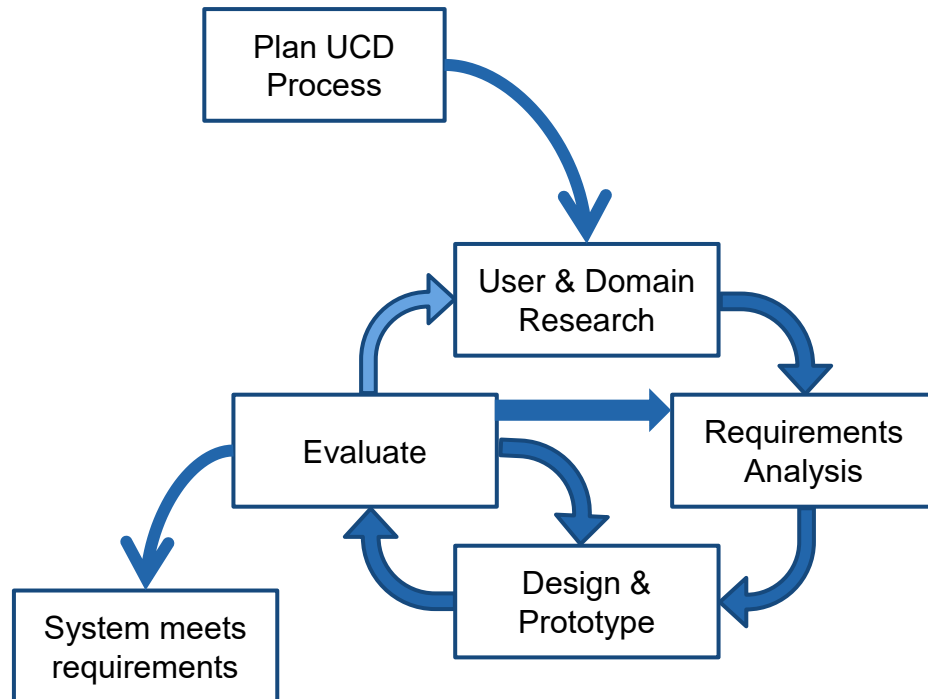 Plan UCD
Process
User & Domain
Research
Evaluate
Requirements
Analysis
Design &
Prototype
System meets
requirements